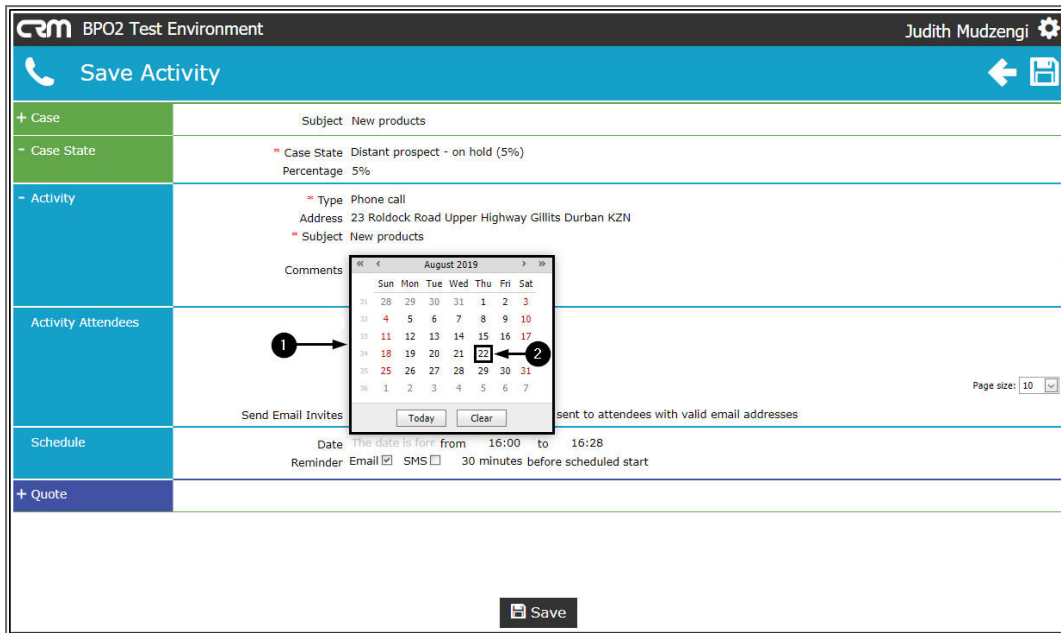 CRM BPO2 Test Environment
Judith Mudzengi
Save Activity
+ Case
Subject New products
- Case State
* Case State Distant prospect - on hold (5%)
Percentage 5%
- Activity
* Type Phone call
Address 23 Roldock Road Upper Highway Gillits Durban KZN
* Subject New products
Comments
« ‹ August 2019 › »
Sun Mon Tue Wed Thu Fri Sat
31 28 29 30 31 1 2 3
32 4 5 6 7 8 9 10
33 11 12 13 14 15 16 17
34 18 19 20 21 22 
35 25 26 27 28 29 30 31
36 1 2 3 4 5 6 7
Today Clear
1
2
Activity Attendees
Page size: 10
Send Email Invites
sent to attendees with valid email addresses
Schedule
Date The date is forr from 16:00 to 16:28
Reminder Email SMS 30 minutes before scheduled start
+ Quote
Save